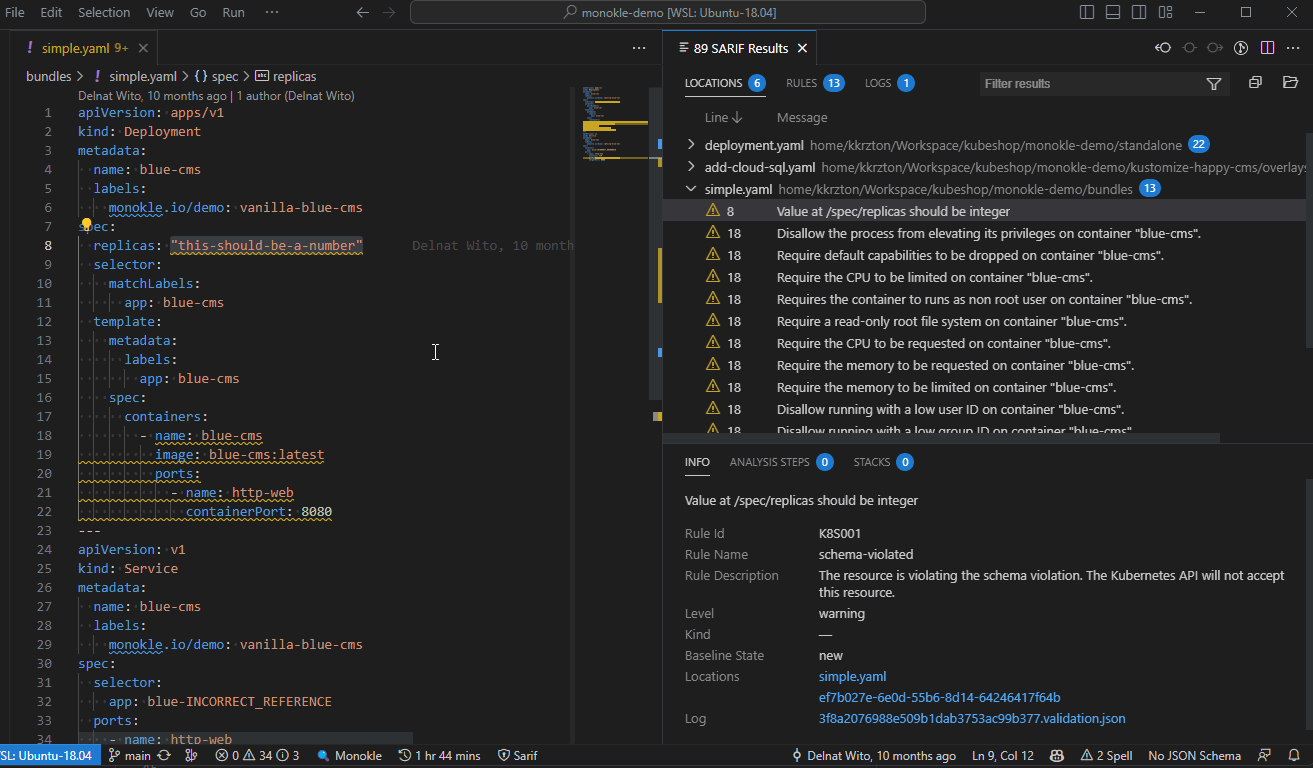 File Edit Selection View Go Run ··· monokle-demo [WSL: Ubuntu-18.04]
! simple.yaml 9+
bundles > ! simple.yaml > {} spec > abc replicas
Delnat Wito, 10 months ago | 1 author (Delnat Wito)
1 apiVersion: apps/v1
2 kind: Deployment
3 metadata:
4 name: blue-cms
5 labels:
6 monokle.io/demo: vanilla-blue-cms
7 spec:
8 replicas: "this-should-be-a-number" Delnat Wito, 10 month
9 selector:
10 matchLabels:
11 app: blue-cms
12 template:
13 metadata:
14 labels:
15 app: blue-cms
16 spec:
17 containers:
18 - name: blue-cms
19 image: blue-cms:latest
20 ports:
21 - name: http-web
22 containerPort: 8080
23 ---
24 apiVersion: v1
25 kind: Service
26 metadata:
27 name: blue-cms
28 labels:
29 monokle.io/demo: vanilla-blue-cms
30 spec:
31 selector:
32 app: blue-INCORRECT_REFERENCE
33 ports:
34 - name: http-web
89 SARIF Results
LOCATIONS 6 RULES 13 LOGS 1 Filter results
Line Message
deployment.yaml home/kkrzton/Workspace/kubeshop/monokle-demo/standalone 22
add-cloud-sql.yaml home/kkrzton/Workspace/kubeshop/monokle-demo/kustomize-happy-cms/overlays
simple.yaml home/kkrzton/Workspace/kubeshop/monokle-demo/bundles 13
8 Value at /spec/replicas should be integer
18 Disallow the process from elevating its privileges on container "blue-cms".
18 Require default capabilities to be dropped on container "blue-cms".
18 Require the CPU to be limited on container "blue-cms".
18 Requires the container to runs as non root user on container "blue-cms".
18 Require a read-only root file system on container "blue-cms".
18 Require the CPU to be requested on container "blue-cms".
18 Require the memory to be requested on container "blue-cms".
18 Require the memory to be limited on container "blue-cms".
18 Disallow running with a low user ID on container "blue-cms".
18 Disallow running with a low group ID on container "blue-cms"
INFO ANALYSIS STEPS 0 STACKS 0
Value at /spec/replicas should be integer
Rule Id K8S001
Rule Name schema-violated
Rule Description The resource is violating the schema violation. The Kubernetes API will not accept
this resource.
Level warning
Kind —
Baseline State new
Locations simple.yaml
ef7b027e-6e0d-55b6-8d14-64246417f64b
Log 3f8a2076988e509b1dab3753ac99b377.validation.json
SL: Ubuntu-18.04 main 0 34 3 Monokle 1 hr 44 mins Sarif Delnat Wito, 10 months ago Ln 9, Col 12 2 Spell No JSON Schema